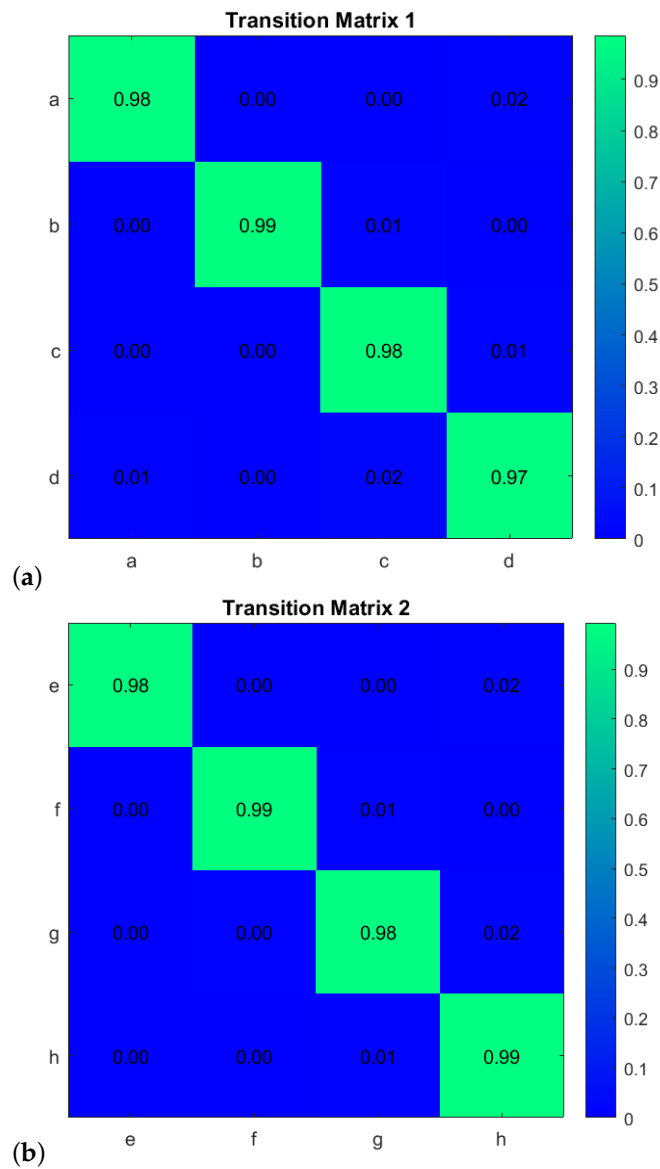 Transition Matrix 1
a 0.98 0.00 0.00 0.02
b 0.00 0.99 0.01 0.00
c 0.00 0.00 0.98 0.01
d 0.01 0.00 0.02 0.97
a b c d
0.9
0.8
0.7
0.6
0.5
0.4
0.3
0.2
0.1
0
(a)
Transition Matrix 2
e 0.98 0.00 0.00 0.02
f 0.00 0.99 0.01 0.00
g 0.00 0.00 0.98 0.02
h 0.00 0.00 0.01 0.99
e f g h
0.9
0.8
0.7
0.6
0.5
0.4
0.3
0.2
0.1
0
(b)